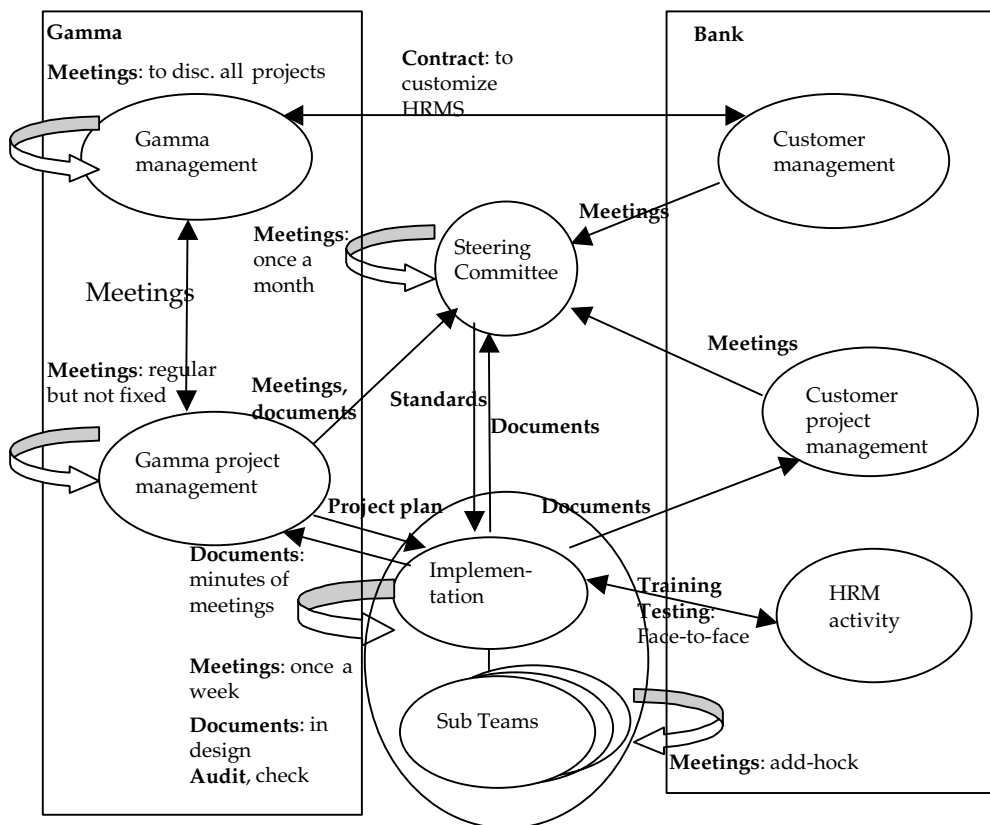 Gamma
Bank
Meetings: to disc. all projects
Contract: to
customize
HRMS
Gamma
management
Customer
management
Meetings
Meetings:
once a
month
Steering
Committee
Meetings
Meetings
Meetings: regular
but not fixed
Meetings,
documents
Standards
Documents
Customer
project
management
Gamma project
management
Project plan
Documents
Documents:
minutes of
meetings
Implemen-
tation
Training
Testing:
Face-to-face
HRM
activity
Meetings: once a
week
Documents: in
design
Audit, check
Sub Teams
Meetings: add-hock